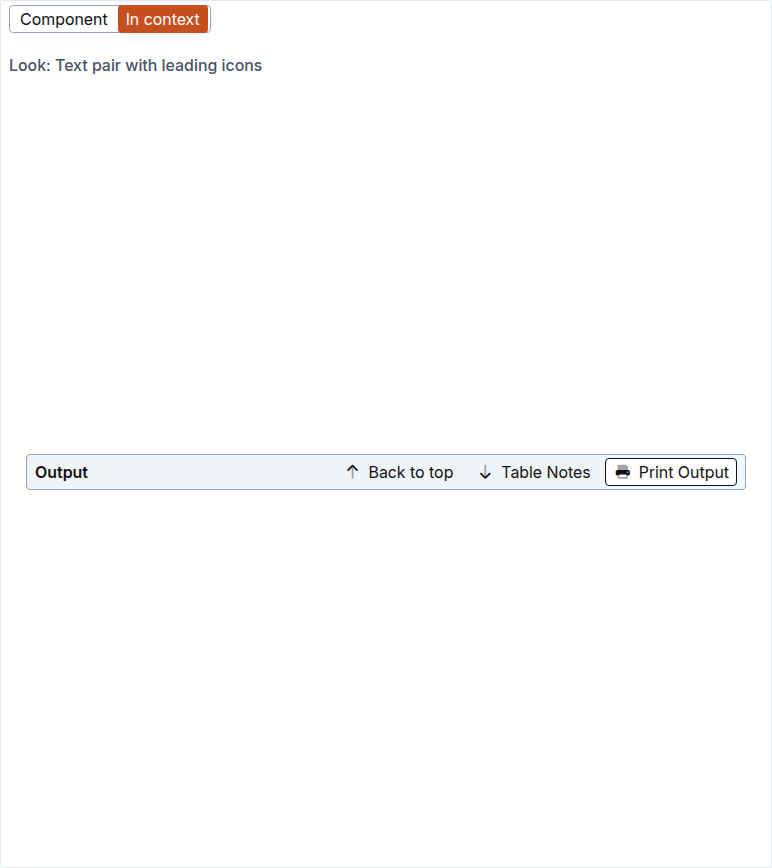 Component In context
Look: Text pair with leading icons
Output Back to top Table Notes Print Output